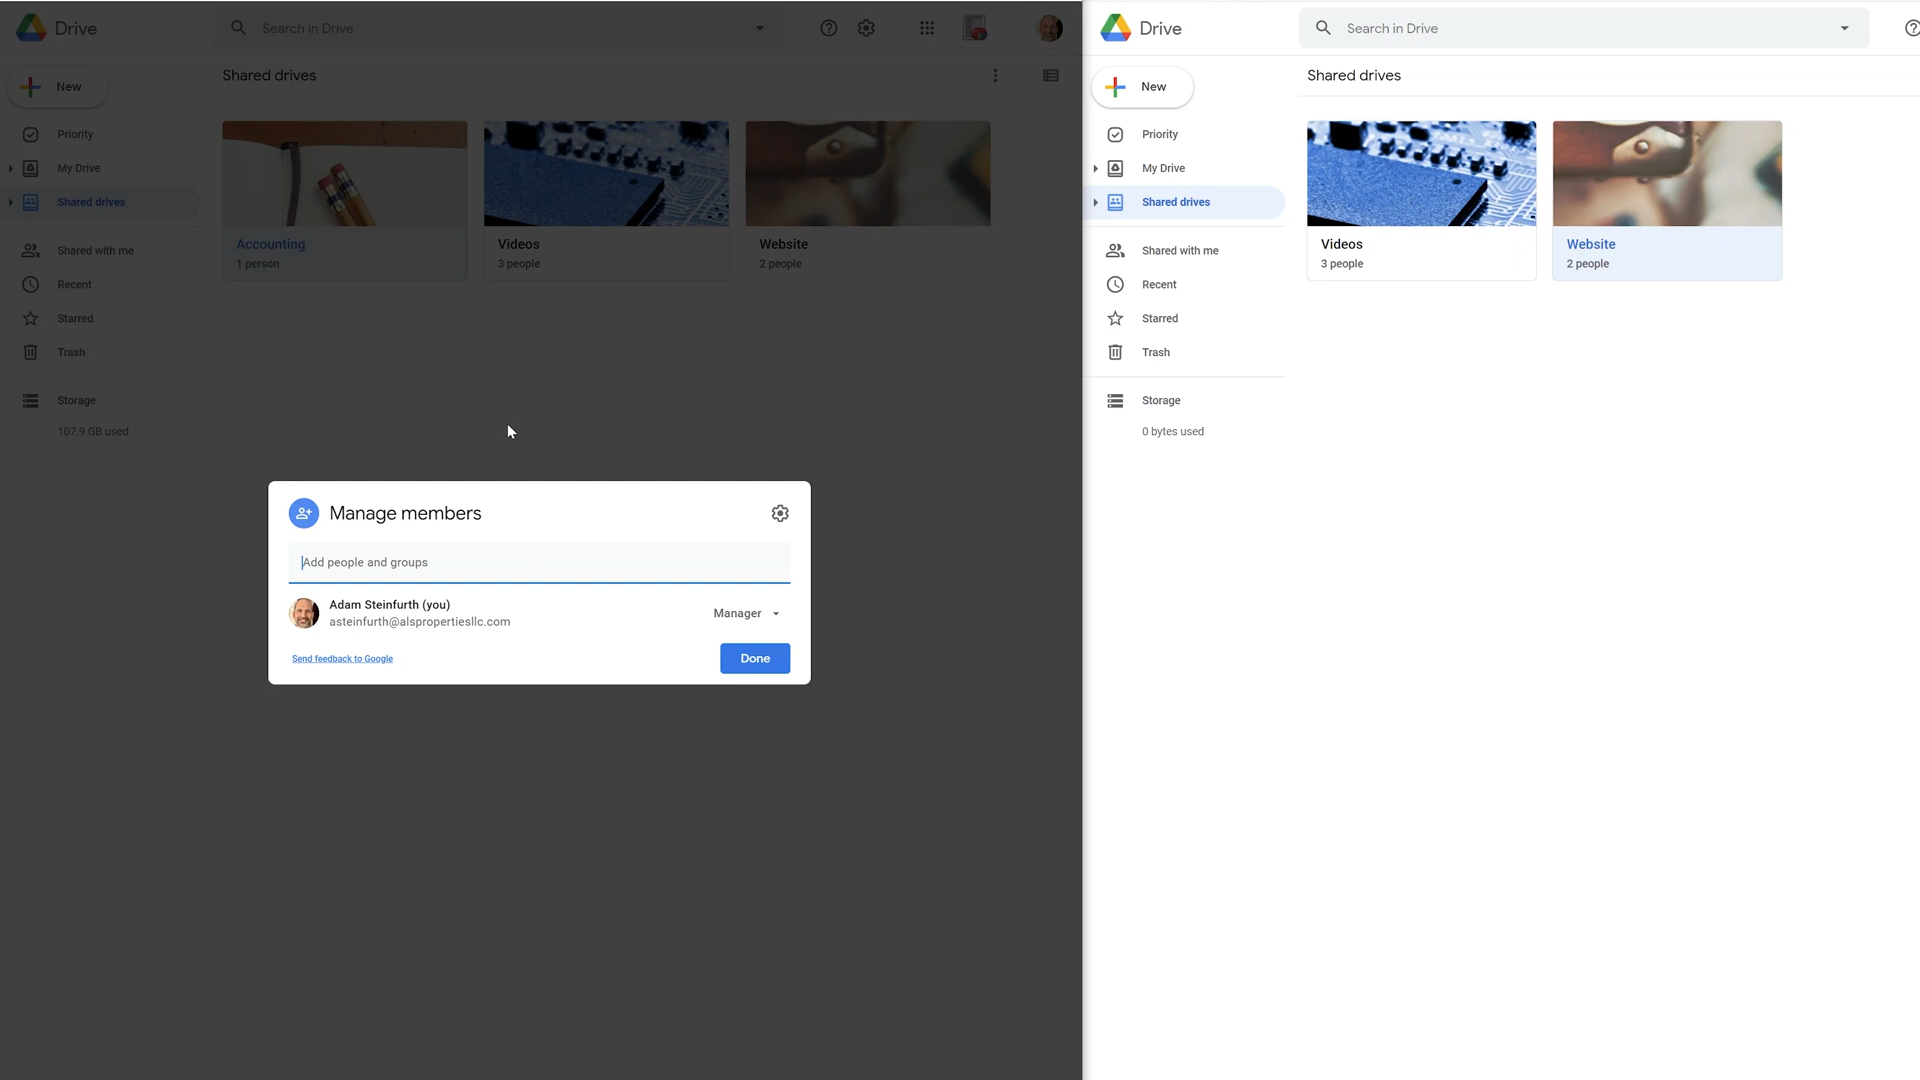 Drive
Search in Drive
New
Shared drives
Priority
My Drive
Shared drives
Shared with me
Recent
Starred
Trash
Storage
107.9 GB used
Accounting
1 person
Videos
3 people
Website
2 people
Manage members
Add people and groups
Adam Steinfurth (you)
asteinfurth@alspropertiesllc.com
Manager
Send feedback to Google
Done
Drive
Search in Drive
New
Shared drives
Priority
My Drive
Shared drives
Shared with me
Recent
Starred
Trash
Storage
0 bytes used
Videos
3 people
Website
2 people